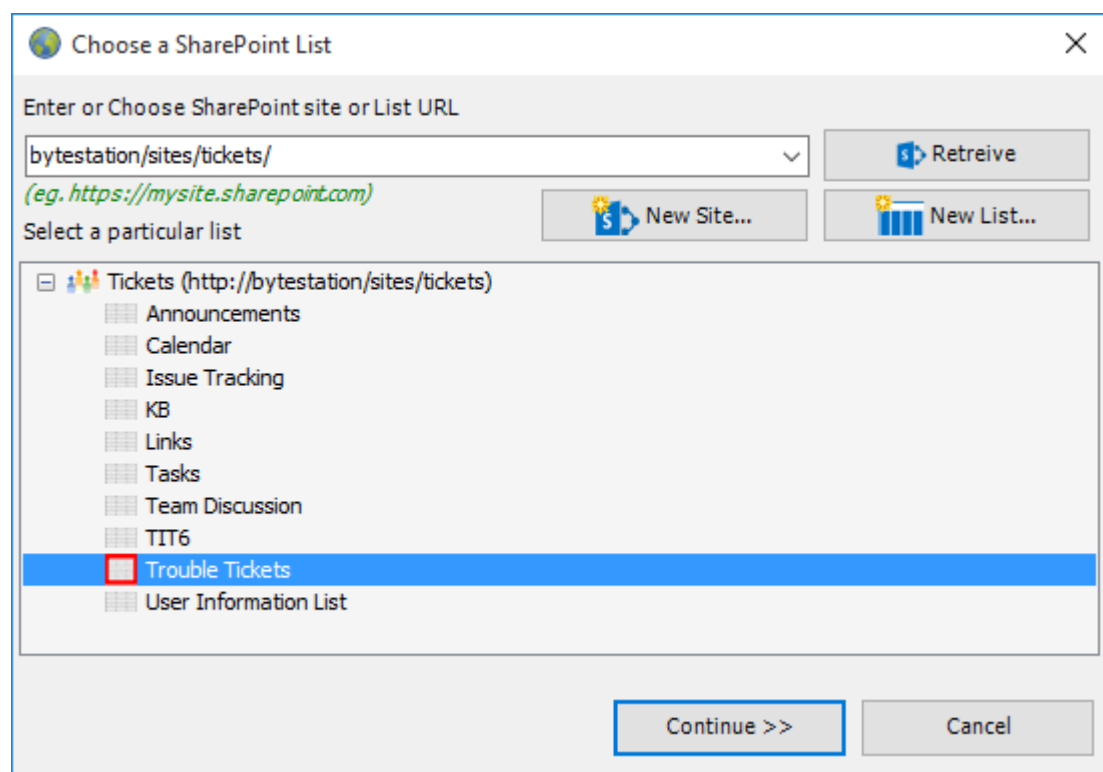 Choose a SharePoint List
Enter or Choose SharePoint site or List URL
bytestation/sites/tickets/
Retreive
(eg. https://mysite.sharepoint.com)
New Site...
New List...
Select a particular list
Tickets (http://bytestation/sites/tickets)
Announcements
Calendar
Issue Tracking
KB
Links
Tasks
Team Discussion
TIT6
Trouble Tickets
User Information List
Continue >>
Cancel